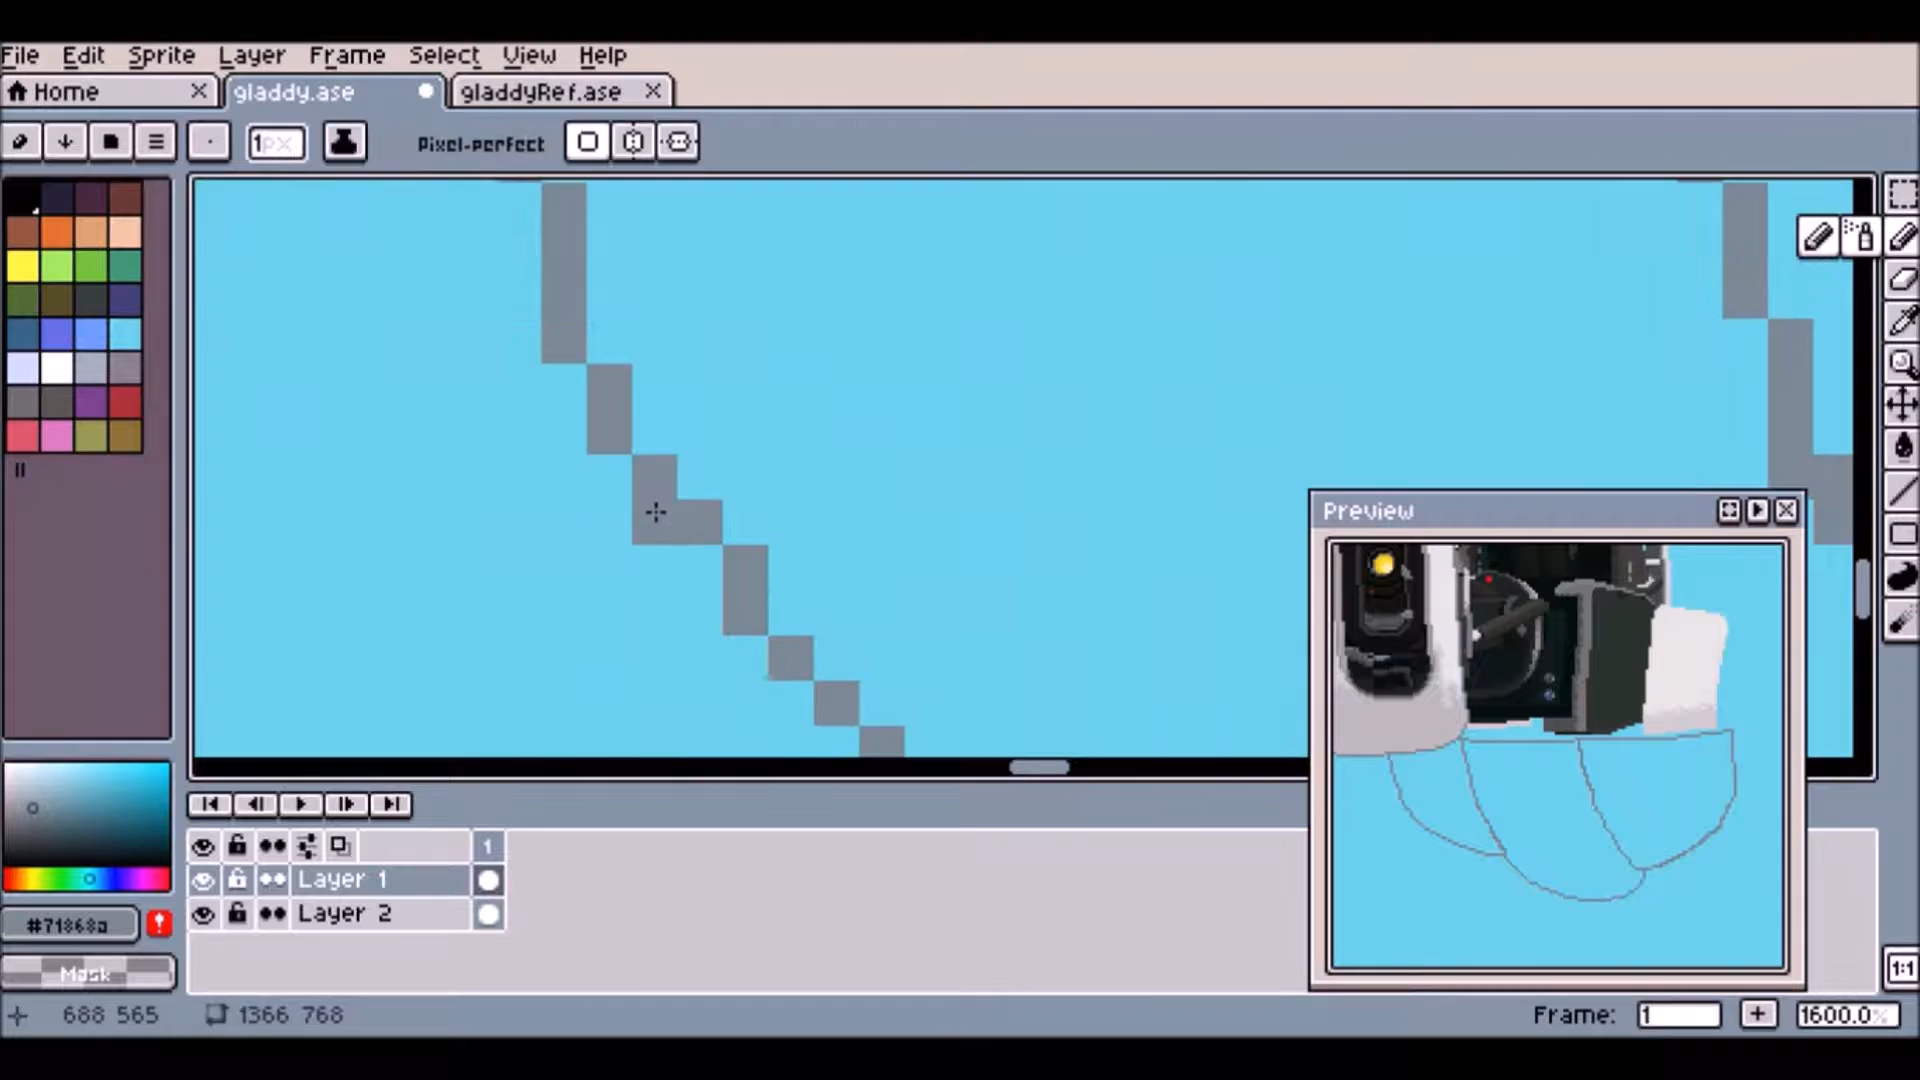 File Edit Sprite Layer Frame Select View Help
Home gladdy.ase gladdyRef.ase
1px Pixel-perfect
Preview
1
Layer 1
Layer 2
#71868a
Mask
1:1
688 565 1366 768
Frame: 1 + 1600.0%